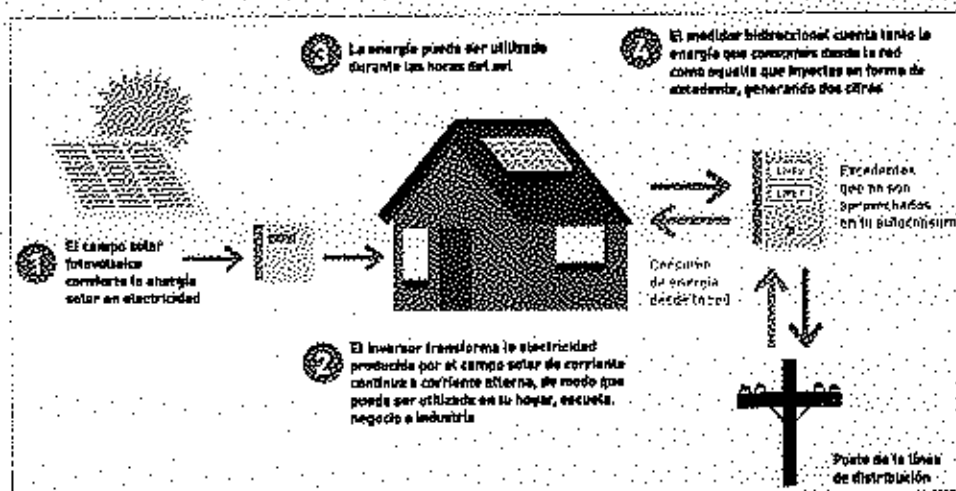 1
El campo solar
fotovoltaico
convierte la energía
solar en electricidad
2
El inversor transforma la electricidad
producida por el campo solar de corriente
continua a corriente alterna, de modo que
pueda ser utilizada en tu hogar, escuela,
negocio o industria
3
La energía puede ser utilizada
durante las horas del sol
4
El medidor bidireccional cuenta tanto la
energía que consumes desde la red
como aquella que inyectas en forma de
excedente, generando dos cifras
Excedentes
que no son
aprovechados
en tu autoconsumo
de energía
desde la red
Poste de la línea
de distribución